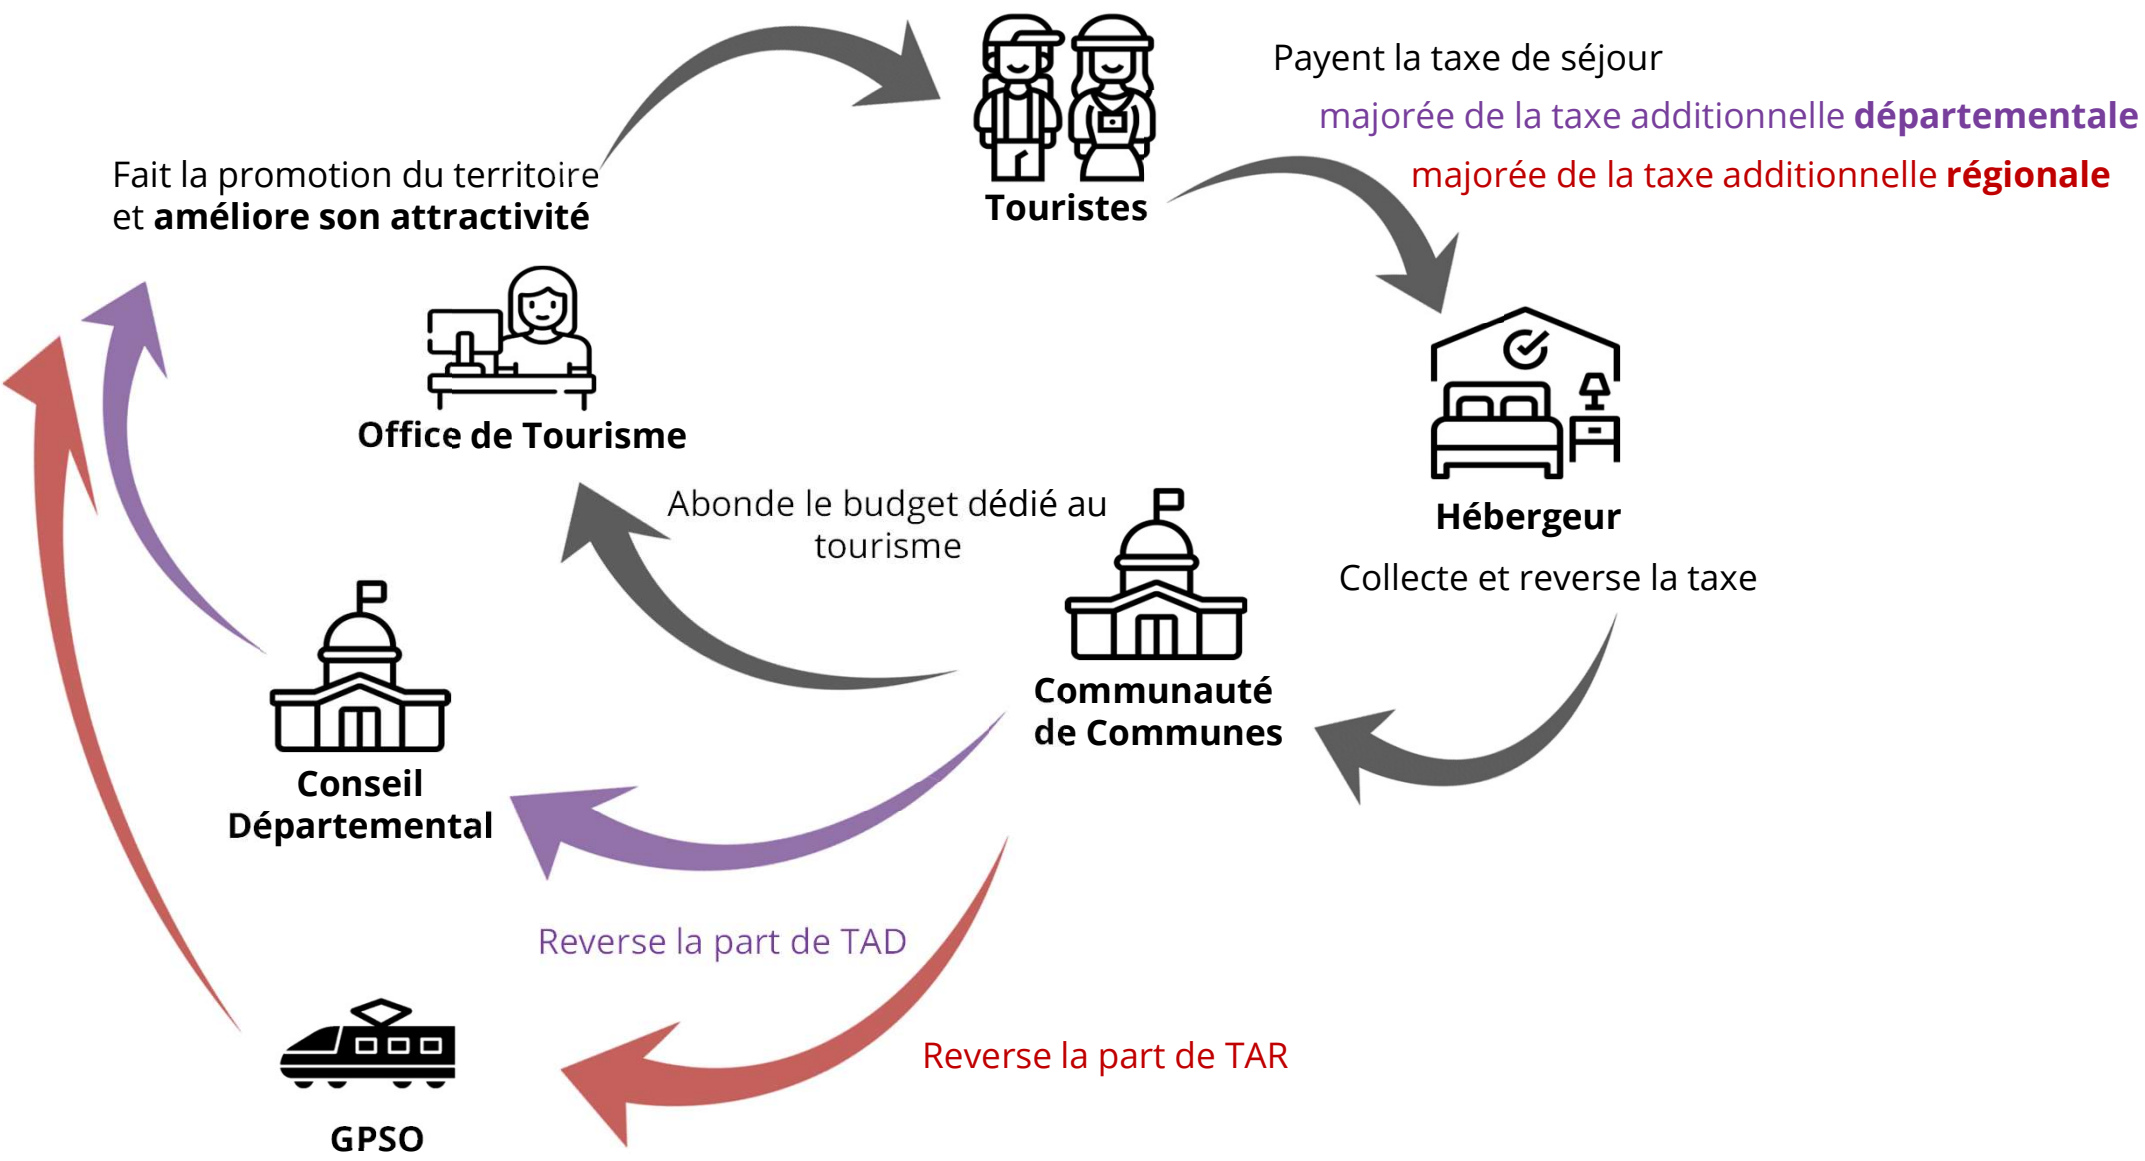 Payent la taxe de séjour
majorée de la taxe additionnelle départementale
majorée de la taxe additionnelle régionale
Touristes
Fait la promotion du territoire
et améliore son attractivité
Office de Tourisme
Hébergeur
Collecte et reverse la taxe
Abonde le budget dédié au
tourisme
Communauté
de Communes
Conseil
Départemental
Reverse la part de TAD
Reverse la part de TAR
GPSO